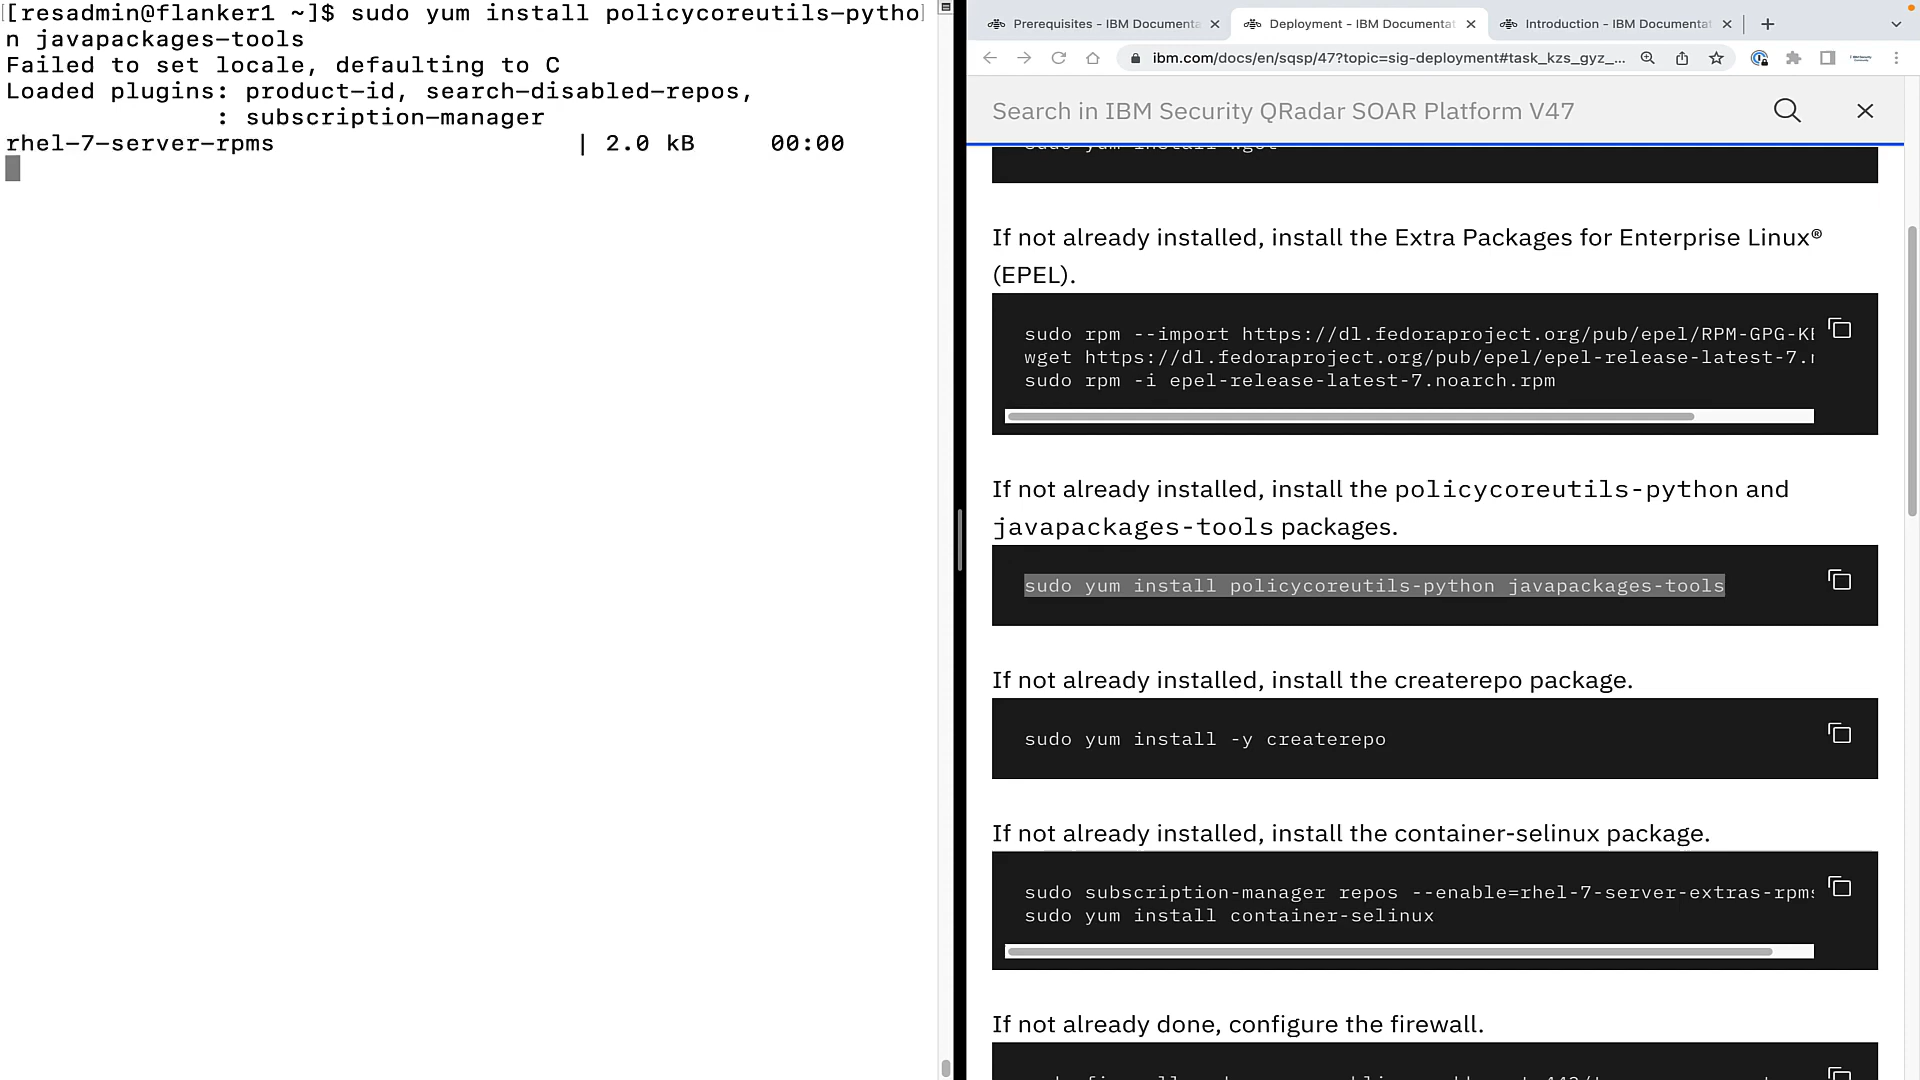 [resadmin@flanker1 ~]$ sudo yum install policycoreutils-pytho
n javapackages-tools
Failed to set locale, defaulting to C
Loaded plugins: product-id, search-disabled-repos,
: subscription-manager
rhel-7-server-rpms | 2.0 kB 00:00
Prerequisites - IBM Documenta
Deployment - IBM Documentat
Introduction - IBM Documentat
ibm.com/docs/en/sqsp/47?topic=sig-deployment#task_kzs_gyz_...
Search in IBM Security QRadar SOAR Platform V47
sudo yum install wget
If not already installed, install the Extra Packages for Enterprise Linux®
(EPEL).
sudo rpm --import https://dl.fedoraproject.org/pub/epel/RPM-GPG-KE
wget https://dl.fedoraproject.org/pub/epel/epel-release-latest-7.
sudo rpm -i epel-release-latest-7.noarch.rpm
If not already installed, install the policycoreutils-python and
javapackages-tools packages.
sudo yum install policycoreutils-python javapackages-tools
If not already installed, install the createrepo package.
sudo yum install -y createrepo
If not already installed, install the container-selinux package.
sudo subscription-manager repos --enable=rhel-7-server-extras-rpms
sudo yum install container-selinux
If not already done, configure the firewall.